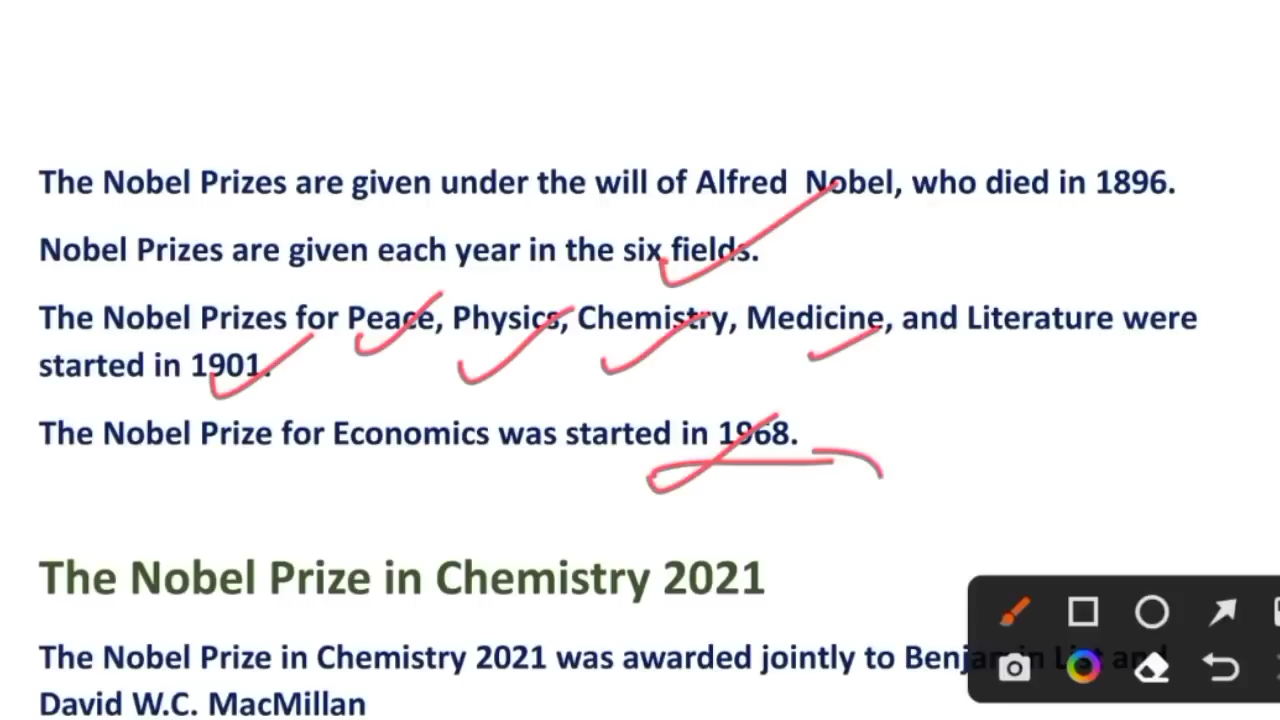 The Nobel Prizes are given under the will of Alfred Nobel, who died in 1896.
Nobel Prizes are given each year in the six fields.
The Nobel Prizes for Peace, Physics, Chemistry, Medicine, and Literature were
started in 1901.
The Nobel Prize for Economics was started in 1968.
The Nobel Prize in Chemistry 2021
The Nobel Prize in Chemistry 2021 was awarded jointly to Benjamin List and
David W.C. MacMillan